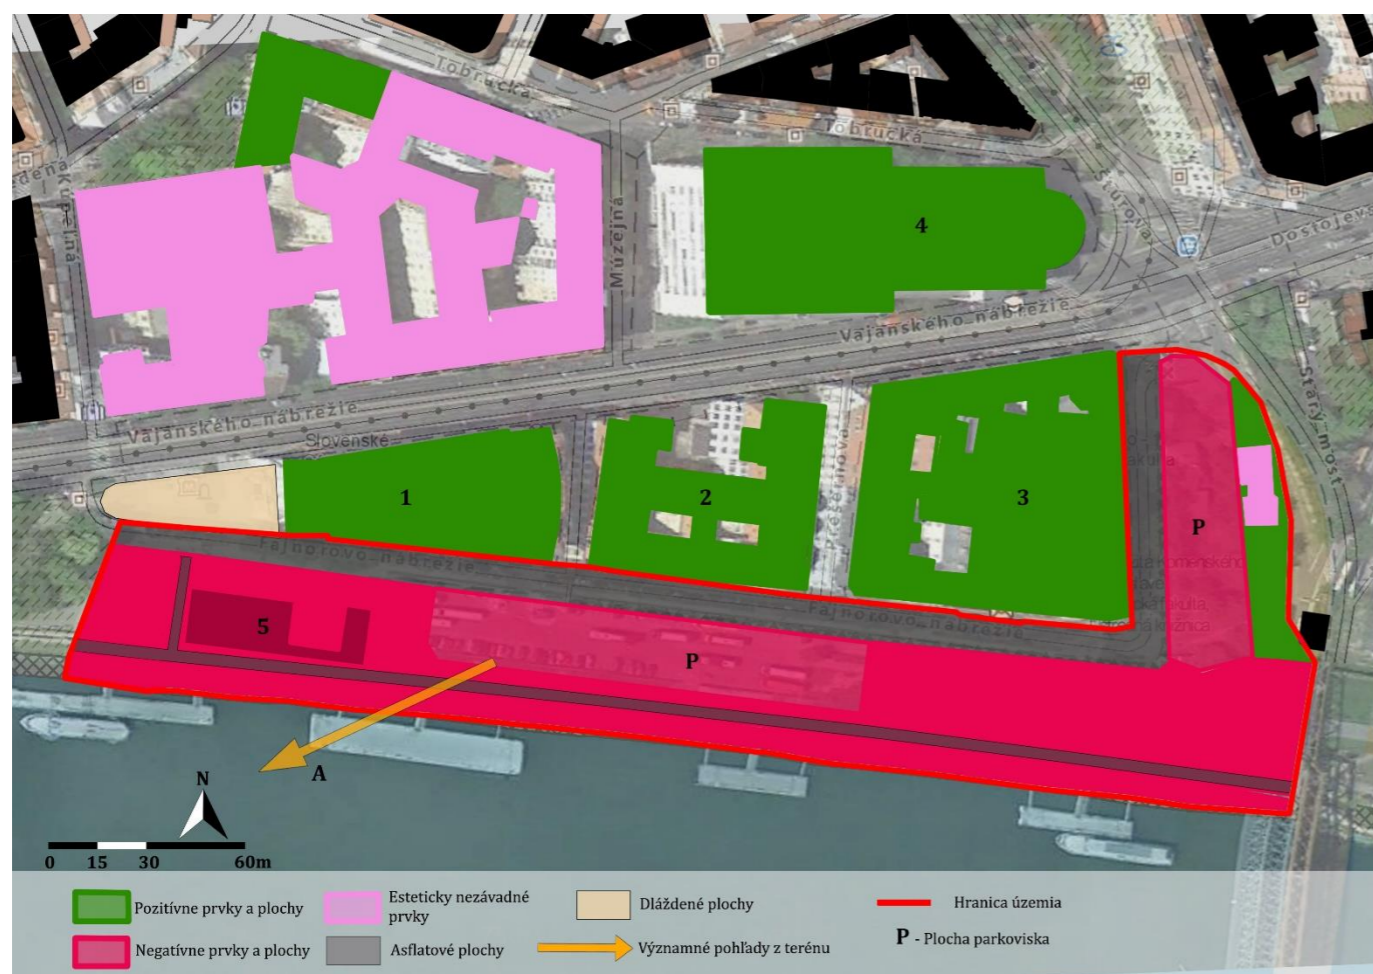 Tobrucká
Tobrucká
Kúpeľná
Múzejná
Štúrova
Vajanského nábrežie
Starý most
4
Vajanského nábrežie
Slovenské
1
2
3
P
Fajnorovo nábrežie
Fajnorovo nábrežie
5
P
A
N
0 15 30 60m
Pozitívne prvky a plochy
Esteticky nezávadné
prvky
Dláždené plochy
Hranica územia
Negatívne prvky a plochy
Asflatové plochy
Významné pohľady z terénu
P - Plocha parkoviska